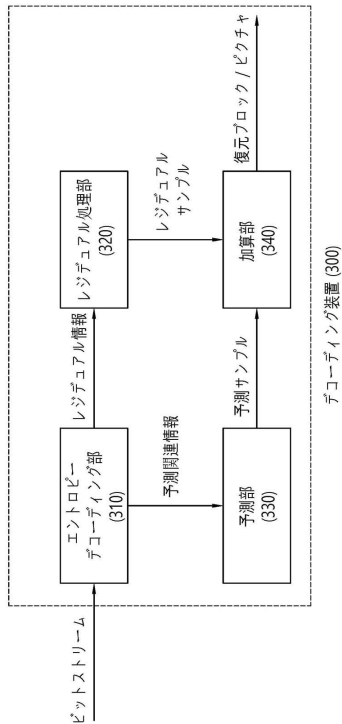 ビットストリーム
エントロピー
デコーディング部
(310)
レジデュアル情報
レジデュアル処理部
(320)
予測関連情報
レジデュアル
サンプル
予測部
(330)
予測サンプル
加算部
(340)
復元ブロック / ピクチャ
デコーディング装置 (300)